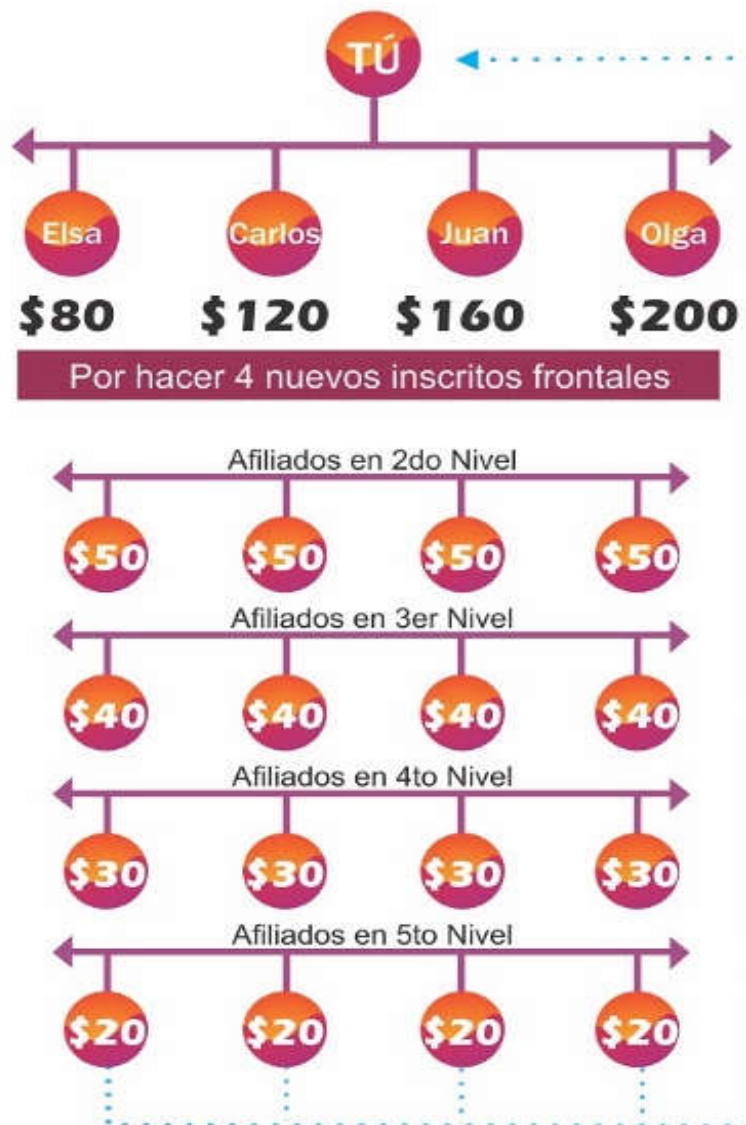 TÚ
Elsa Carlos Juan Olga
$80 $120 $160 $200
Por hacer 4 nuevos inscritos frontales
Afiliados en 2do Nivel
$50 $50 $50 $50
Afiliados en 3er Nivel
$40 $40 $40 $40
Afiliados en 4to Nivel
$30 $30 $30 $30
Afiliados en 5to Nivel
$20 $20 $20 $20